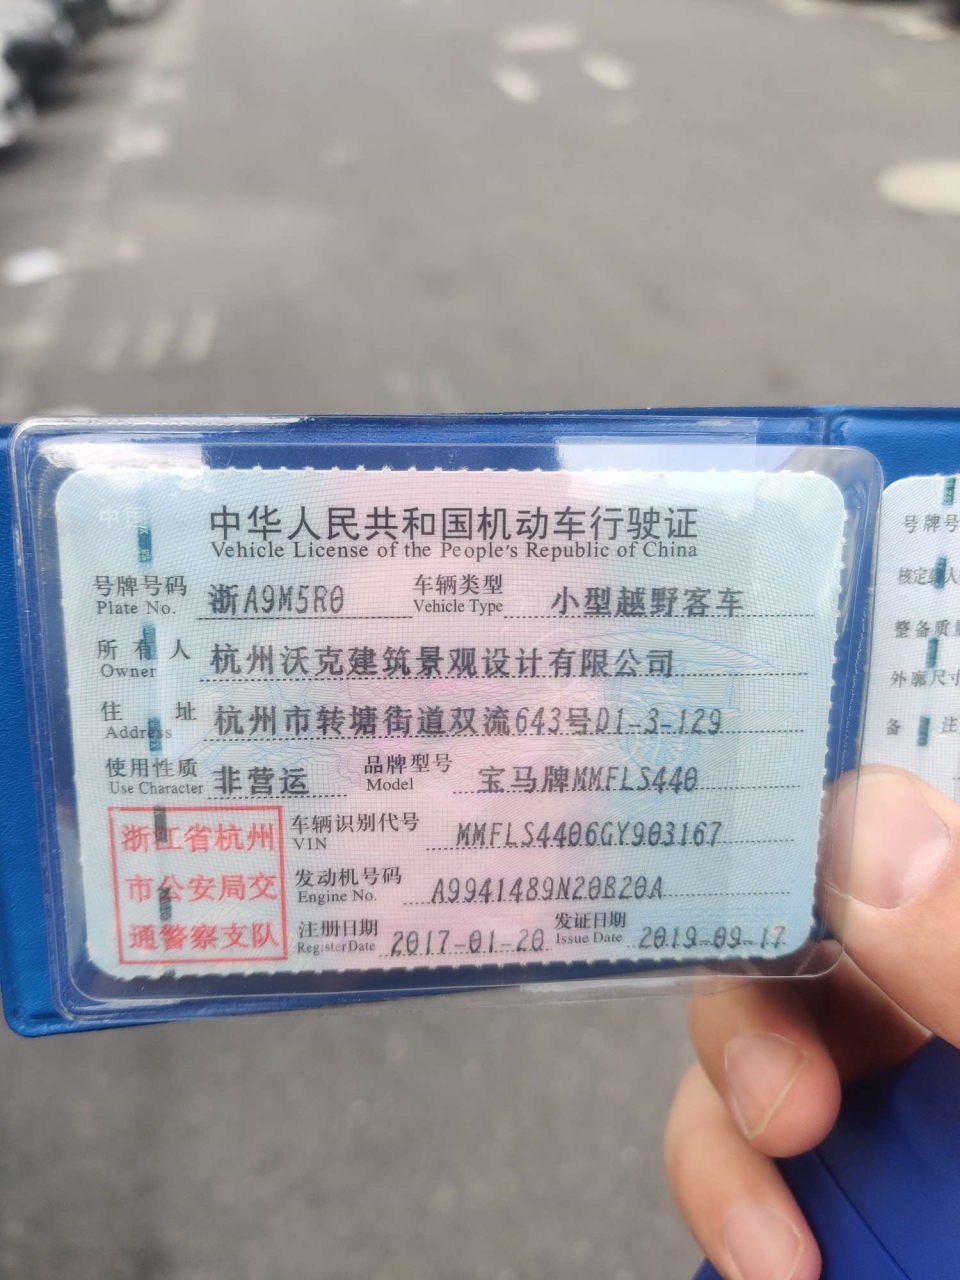 中华人民共和国机动车行驶证
Vehicle License of the People's Republic of China
号牌号码 浙A9M5R0 车辆类型 小型越野客车
Plate No. Vehicle Type
所有人 杭州沃克建筑景观设计有限公司
Owner
住址 杭州市转塘街道双流643号D1-3-129
Address
使用性质 非营运 品牌型号 宝马牌MMFLS440
Use Character Model
车辆识别代号 MMFLS4406GY903167
VIN
发动机号码 A9941489N20B20A
Engine No.
注册日期 2017-01-20 发证日期 2019-09-17
Register Date Issue Date
浙江省杭州
市公安局交
通警察支队
号牌号
核定载人
整备质量
外廓尺寸
备注